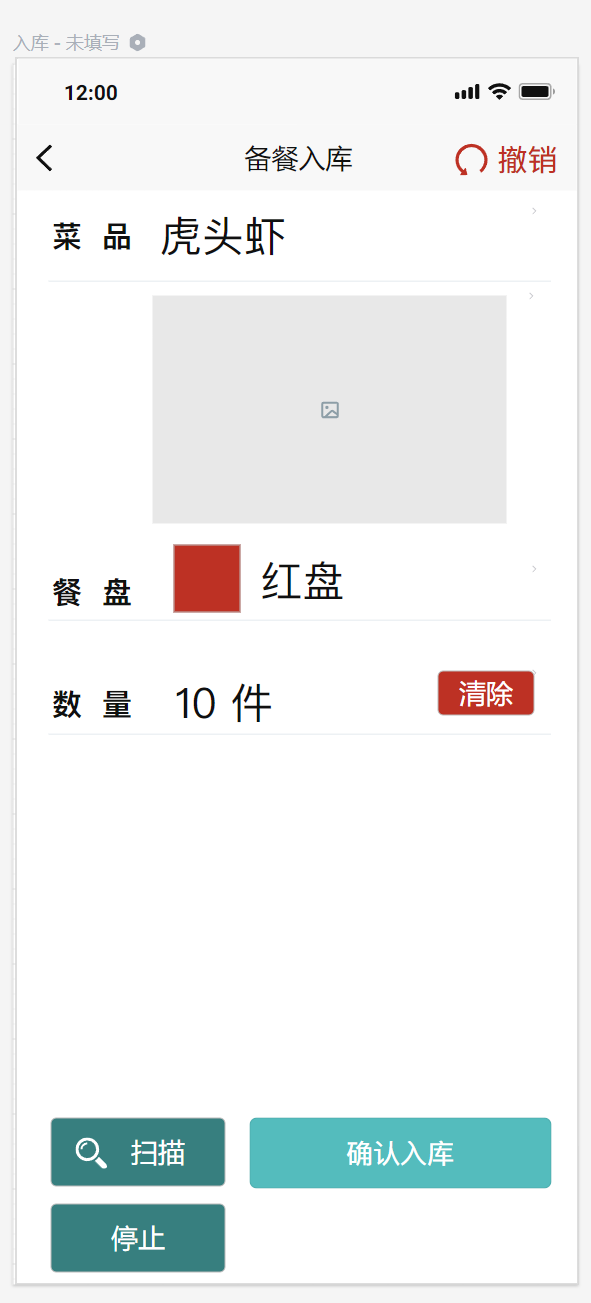 入库 - 未填写
12:00
备餐入库
撤销
菜 品 虎头虾
餐 盘 红盘
数 量 10 件 清除
扫描 确认入库
停止